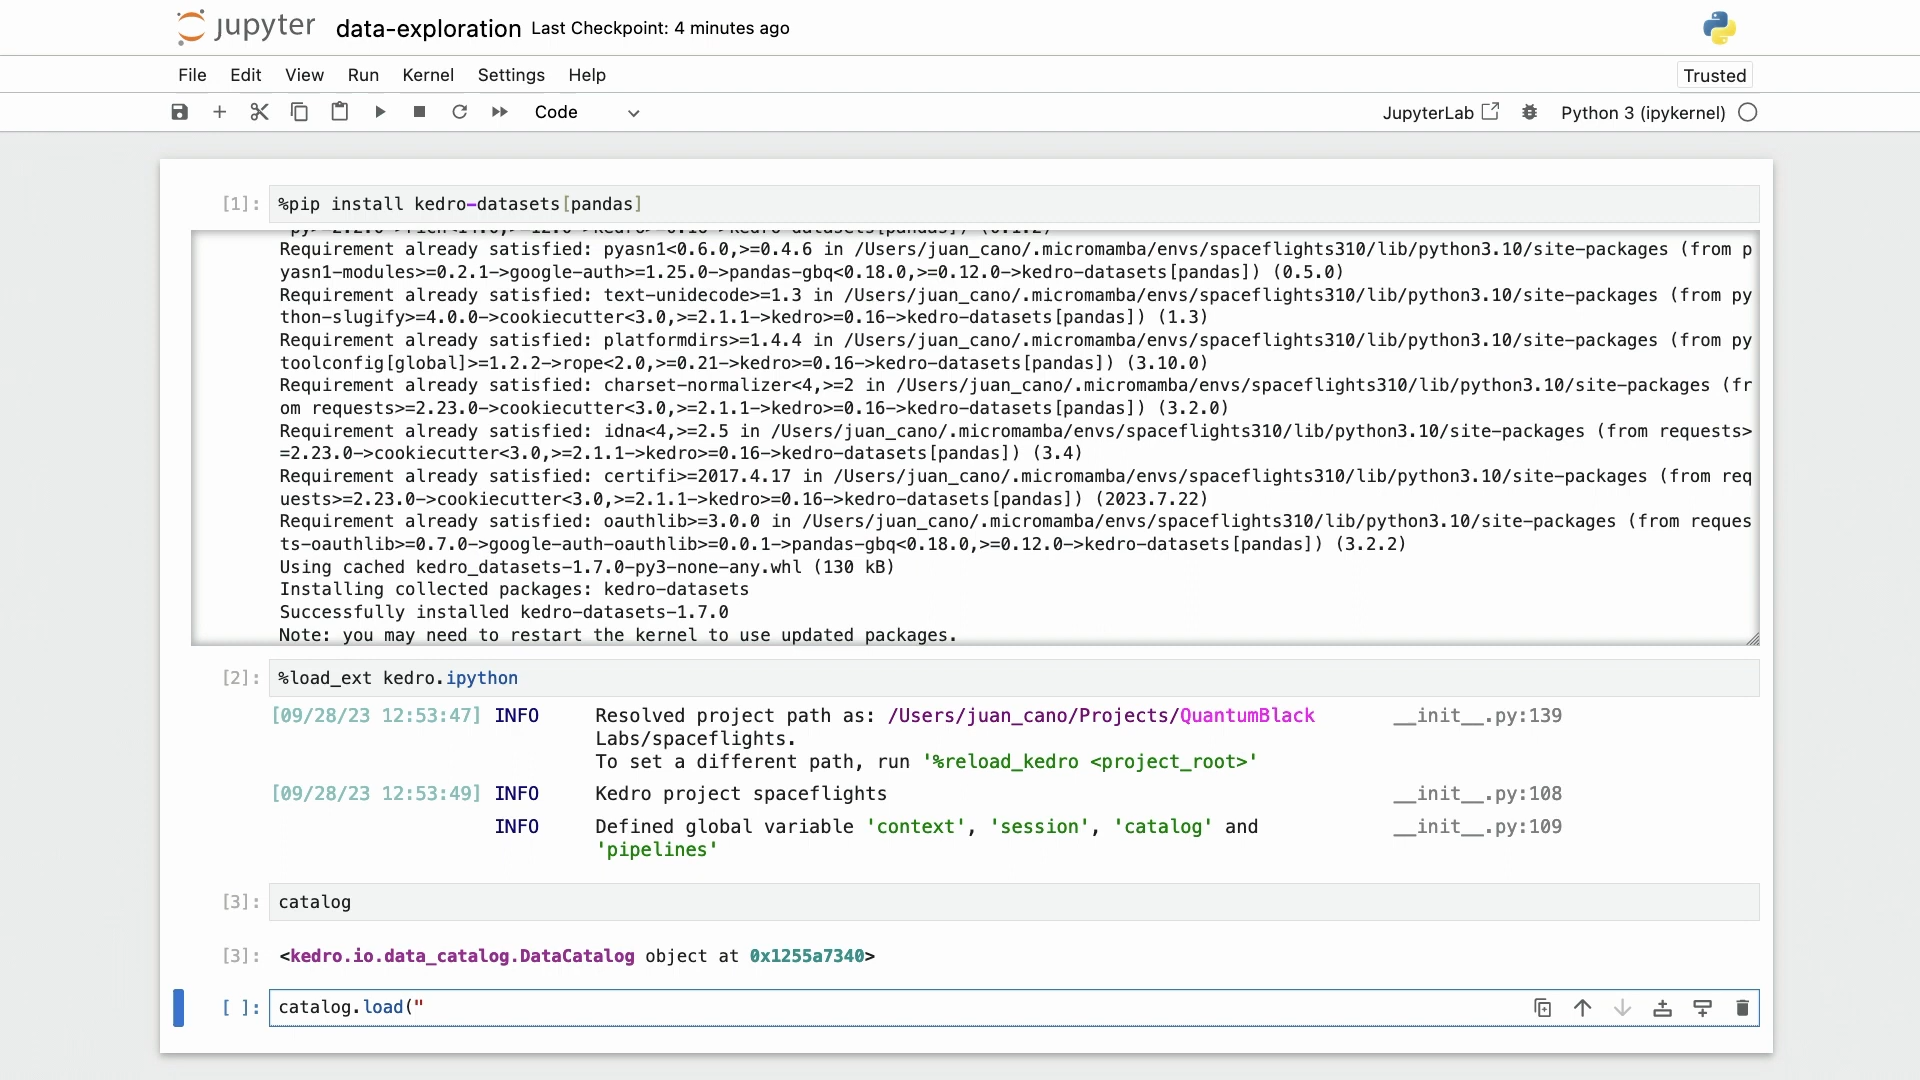 jupyter data-exploration Last Checkpoint: 4 minutes ago
File Edit View Run Kernel Settings Help Trusted
Code JupyterLab Python 3 (ipykernel)
[1]: %pip install kedro-datasets[pandas]
Requirement already satisfied: pyasn1<0.6.0,>=0.4.6 in /Users/juan_cano/.micromamba/envs/spaceflights310/lib/python3.10/site-packages (from p
yasn1-modules>=0.2.1->google-auth>=1.25.0->pandas-gbq<0.18.0,>=0.12.0->kedro-datasets[pandas]) (0.5.0)
Requirement already satisfied: text-unidecode>=1.3 in /Users/juan_cano/.micromamba/envs/spaceflights310/lib/python3.10/site-packages (from py
thon-slugify>=4.0.0->cookiecutter<3.0,>=2.1.1->kedro>=0.16->kedro-datasets[pandas]) (1.3)
Requirement already satisfied: platformdirs>=1.4.4 in /Users/juan_cano/.micromamba/envs/spaceflights310/lib/python3.10/site-packages (from py
toolconfig[global]>=1.2.2->rope<2.0,>=0.21->kedro>=0.16->kedro-datasets[pandas]) (3.10.0)
Requirement already satisfied: charset-normalizer<4,>=2 in /Users/juan_cano/.micromamba/envs/spaceflights310/lib/python3.10/site-packages (fr
om requests>=2.23.0->cookiecutter<3.0,>=2.1.1->kedro>=0.16->kedro-datasets[pandas]) (3.2.0)
Requirement already satisfied: idna<4,>=2.5 in /Users/juan_cano/.micromamba/envs/spaceflights310/lib/python3.10/site-packages (from requests>
=2.23.0->cookiecutter<3.0,>=2.1.1->kedro>=0.16->kedro-datasets[pandas]) (3.4)
Requirement already satisfied: certifi>=2017.4.17 in /Users/juan_cano/.micromamba/envs/spaceflights310/lib/python3.10/site-packages (from req
uests>=2.23.0->cookiecutter<3.0,>=2.1.1->kedro>=0.16->kedro-datasets[pandas]) (2023.7.22)
Requirement already satisfied: oauthlib>=3.0.0 in /Users/juan_cano/.micromamba/envs/spaceflights310/lib/python3.10/site-packages (from reques
ts-oauthlib>=0.7.0->google-auth-oauthlib>=0.0.1->pandas-gbq<0.18.0,>=0.12.0->kedro-datasets[pandas]) (3.2.2)
Using cached kedro_datasets-1.7.0-py3-none-any.whl (130 kB)
Installing collected packages: kedro-datasets
Successfully installed kedro-datasets-1.7.0
Note: you may need to restart the kernel to use updated packages.
[2]: %load_ext kedro.ipython
[09/28/23 12:53:47] INFO Resolved project path as: /Users/juan_cano/Projects/QuantumBlack __init__.py:139
Labs/spaceflights.
To set a different path, run '%reload_kedro <project_root>'
[09/28/23 12:53:49] INFO Kedro project spaceflights __init__.py:108
INFO Defined global variable 'context', 'session', 'catalog' and __init__.py:109
'pipelines'
[3]: catalog
[3]: <kedro.io.data_catalog.DataCatalog object at 0x1255a7340>
[ ]: catalog.load("